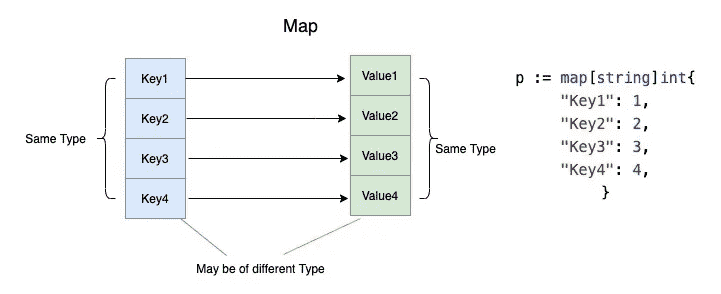 Map
Key1
Value1
Key2
Value2
Key3
Value3
Key4
Value4
Same Type
Same Type
May be of different Type
p := map[string]int{
"Key1": 1,
"Key2": 2,
"Key3": 3,
"Key4": 4,
}